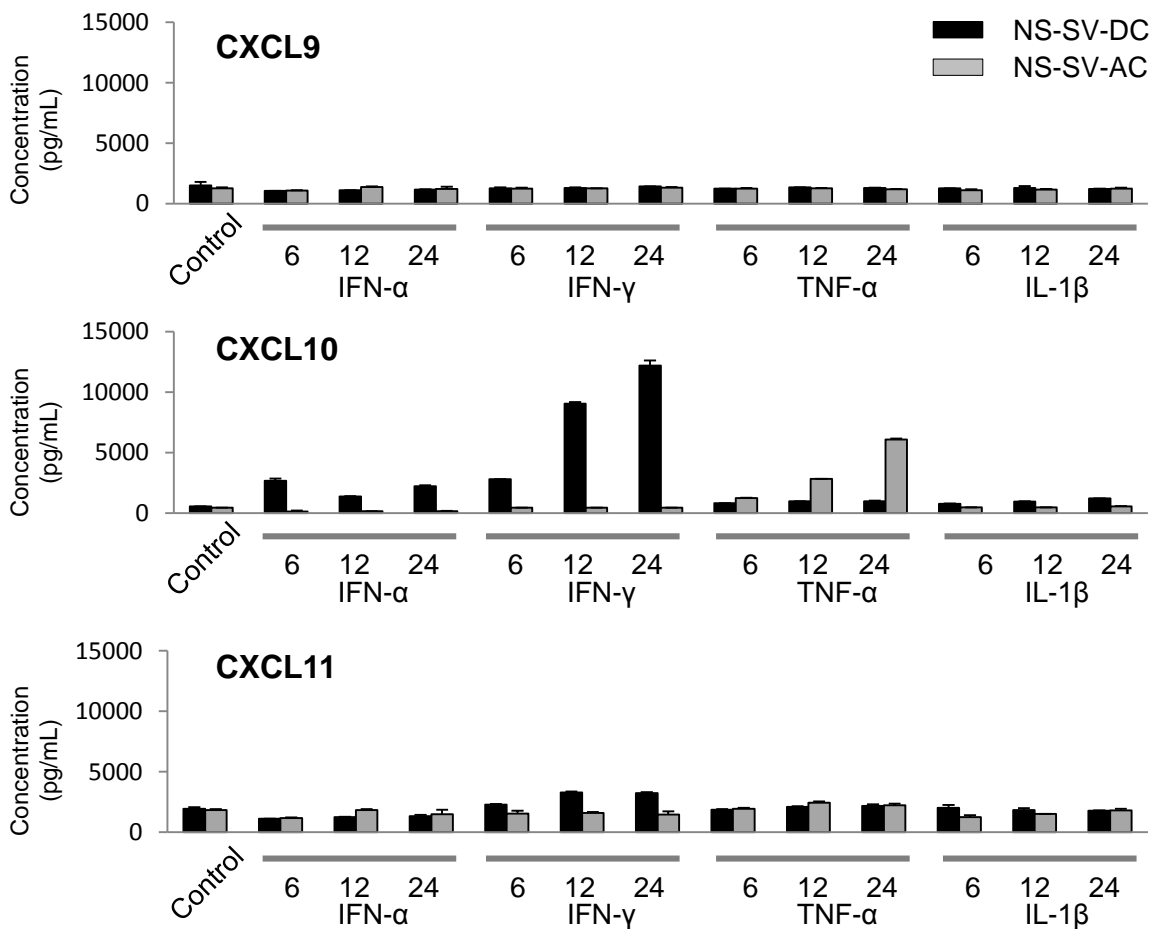 CXCL9
NS-SV-DC
NS-SV-AC
Concentration
(pg/mL)
15000
10000
5000
0
Control
6 12 24 6 12 24 6 12 24 6 12 24
IFN-α IFN-γ TNF-α IL-1β
CXCL10
Concentration
(pg/mL)
15000
10000
5000
0
Control
6 12 24 6 12 24 6 12 24 6 12 24
IFN-α IFN-γ TNF-α IL-1β
CXCL11
Concentration
(pg/mL)
15000
10000
5000
0
Control
6 12 24 6 12 24 6 12 24 6 12 24
IFN-α IFN-γ TNF-α IL-1β